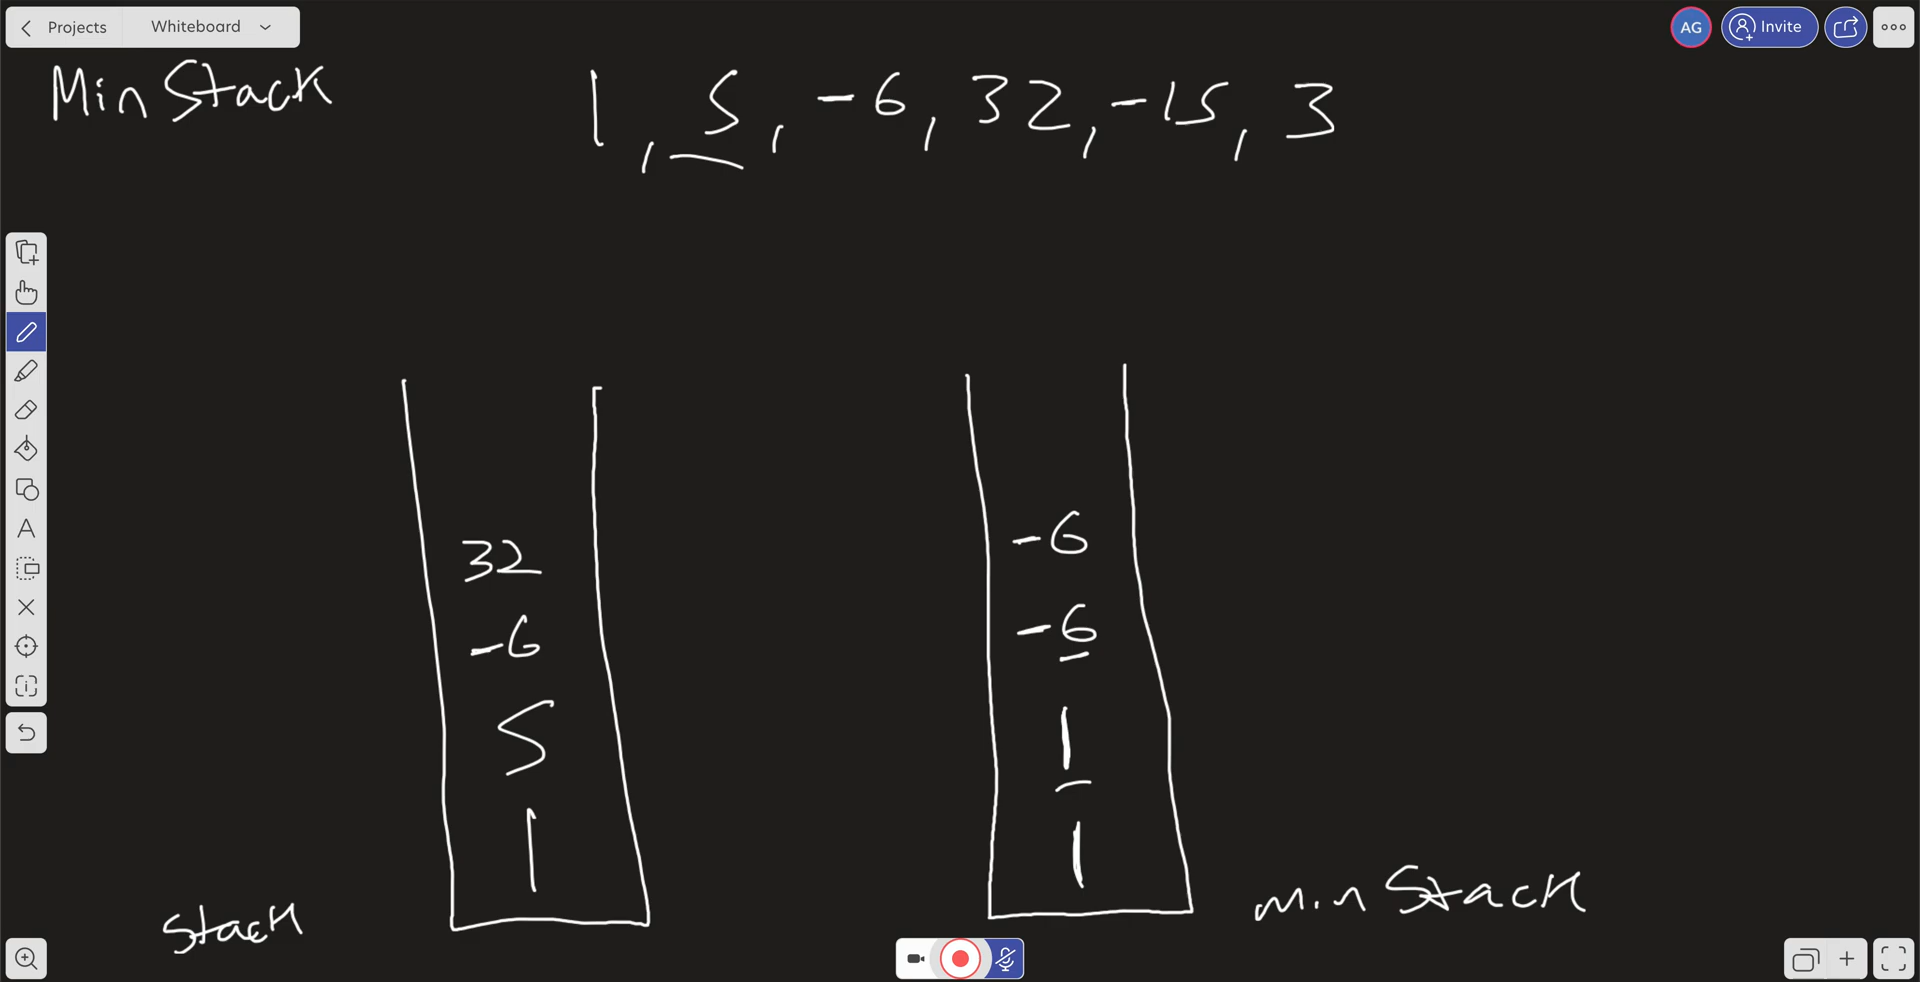 Projects Whiteboard
AG Invite
Min Stack
1, 5, -6, 32, -15, 3
32
-6
5
1
stack
-6
-6
1
1
min Stack